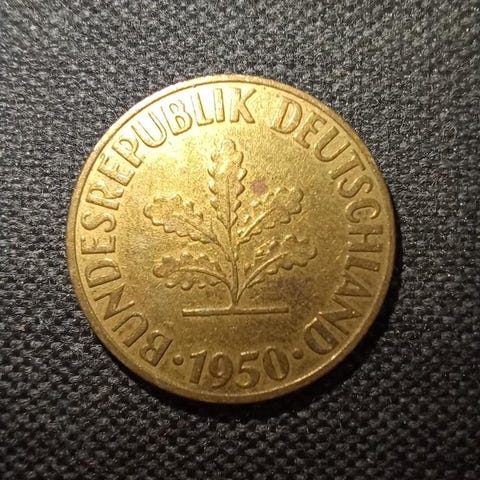 BUNDESREPUBLIK DEUTSCHLAND
· 1950 ·